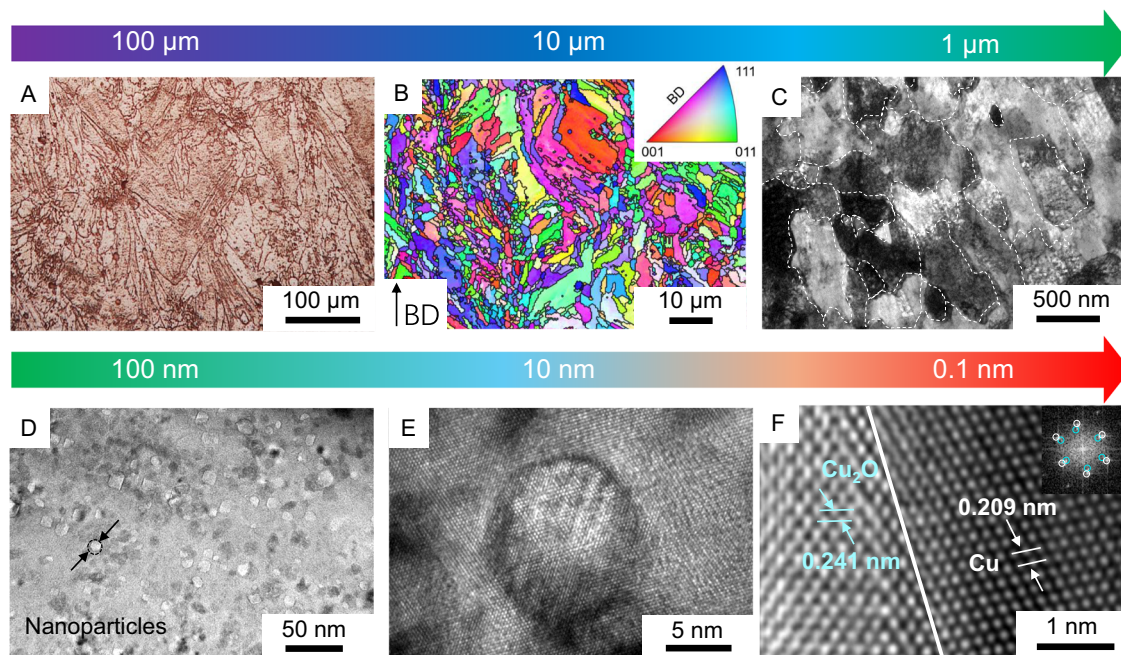 100 µm 10 µm 1 µm
A
B
BD
111
001
011
C
100 µm
BD
10 µm
500 nm
100 nm 10 nm 0.1 nm
D
E
F
Cu₂O
0.241 nm
0.209 nm
Cu
Nanoparticles
50 nm
5 nm
1 nm